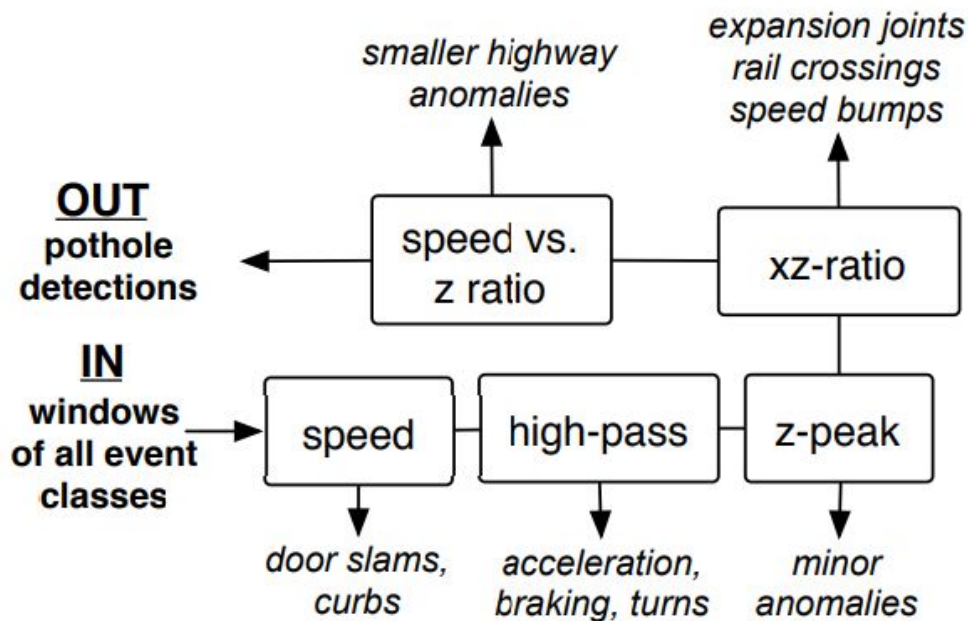 smaller highway
anomalies
expansion joints
rail crossings
speed bumps
OUT
pothole
detections
speed vs.
z ratio
xz-ratio
IN
windows
of all event
classes
speed
high-pass
z-peak
door slams,
curbs
acceleration,
braking, turns
minor
anomalies